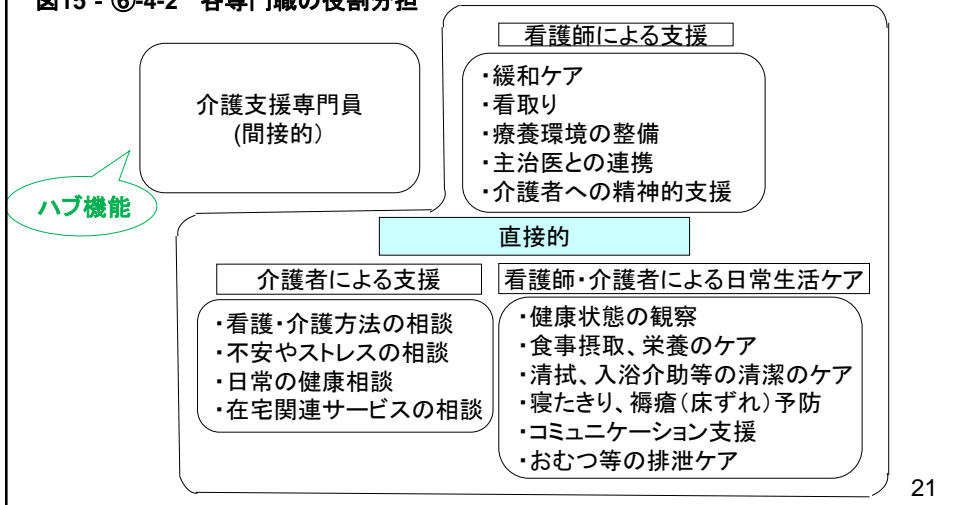 図15 - ⑥-4-2 各専門職の役割分担
看護師による支援
・緩和ケア
・看取り
・療養環境の整備
・主治医との連携
・介護者への精神的支援
介護支援専門員
(間接的)
ハブ機能
直接的
介護者による支援
・看護・介護方法の相談
・不安やストレスの相談
・日常の健康相談
・在宅関連サービスの相談
看護師・介護者による日常生活ケア
・健康状態の観察
・食事摂取、栄養のケア
・清拭、入浴介助等の清潔のケア
・寝たきり、褥瘡(床ずれ)予防
・コミュニケーション支援
・おむつ等の排泄ケア
21